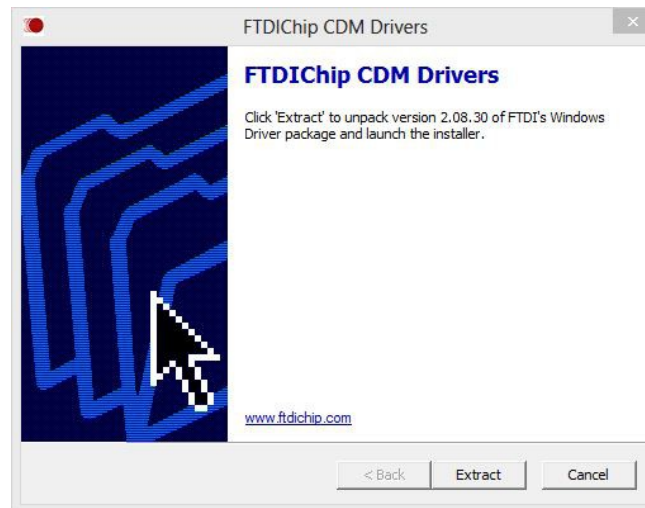 FTDIChip CDM Drivers
FTDIChip CDM Drivers
Click 'Extract' to unpack version 2.08.30 of FTDI's Windows
Driver package and launch the installer.
www.ftdichip.com
< Back Extract Cancel